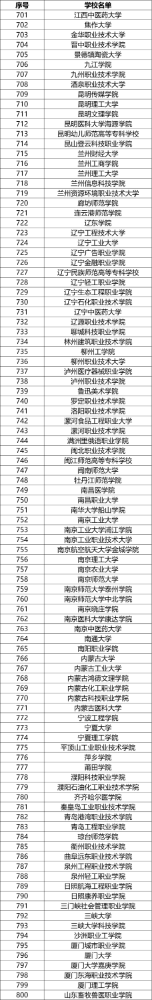 序号 学校名单
701 江西中医药大学
702 焦作大学
703 金华职业技术大学
704 晋中职业技术学院
705 景德镇陶瓷大学
706 九江学院
707 九州职业技术学院
708 酒泉职业技术大学
709 昆明传媒学院
710 昆明理工大学
711 昆明文理学院
712 昆明医科大学海源学院
713 昆明幼儿师范高等专科学校
714 昆山登云科技职业学院
715 兰州财经大学
716 兰州工商学院
717 兰州理工大学
718 兰州信息科技学院
719 兰州资源环境职业技术大学
720 廊坊师范学院
721 连云港师范学院
722 辽东学院
723 辽宁工程技术大学
724 辽宁工业大学
725 辽宁广告职业学院
726 辽宁金融职业学院
727 辽宁民族师范高等专科学校
728 辽宁轻工职业学院
729 辽宁生态工程职业学院
730 辽宁石化职业技术学院
731 辽宁中医药大学
732 辽源职业技术学院
733 聊城科技职业学院
734 林州建筑职业技术学院
735 柳州工学院
736 柳州职业技术大学
737 泸州医疗器械职业学院
738 泸州职业技术学院
739 鲁迅美术学院
740 罗定职业技术学院
741 洛阳职业技术学院
742 漯河食品工程职业大学
743 漯河职业技术学院
744 满洲里俄语职业学院
745 闽北职业技术学院
746 闽江师范高等专科学校
747 闽南师范大学
748 牡丹江师范学院
749 南昌医学院
750 南昌职业大学
751 南华大学船山学院
752 南京工业大学
753 南京工业大学浦江学院
754 南京工业职业技术大学
755 南京航空航天大学金城学院
756 南京理工大学
757 南京农业大学
758 南京师范大学
759 南京师范大学泰州学院
760 南京师范大学中北学院
761 南京晓庄学院
762 南京医科大学康达学院
763 南京中医药大学
764 南通大学
765 南阳职业学院
766 内蒙古大学
767 内蒙古工业大学
768 内蒙古鸿德文理学院
769 内蒙古化工职业学院
770 内蒙古科技职业学院
771 内蒙古医科大学
772 宁波工程学院
773 宁夏大学
774 宁夏理工学院
775 平顶山工业职业技术学院
776 萍乡学院
777 莆田学院
778 濮阳科技职业学院
779 濮阳石油化工职业技术学院
780 齐齐哈尔医学院
781 秦皇岛工业职业技术学院
782 青岛港湾职业技术学院
783 青岛工程职业学院
784 琼台师范学院
785 衢州职业技术学院
786 曲阜远东职业技术学院
787 泉州工程职业技术学院
788 泉州轻工职业学院
789 日照航海工程职业学院
790 日照康养职业学院
791 三门峡社会管理职业学院
792 三峡大学
793 三峡大学科技学院
794 沙洲职业工学院
795 厦门城市职业学院
796 厦门大学
797 厦门大学嘉庚学院
798 厦门东海职业技术学院
799 厦门理工学院
800 山东畜牧兽医职业学院